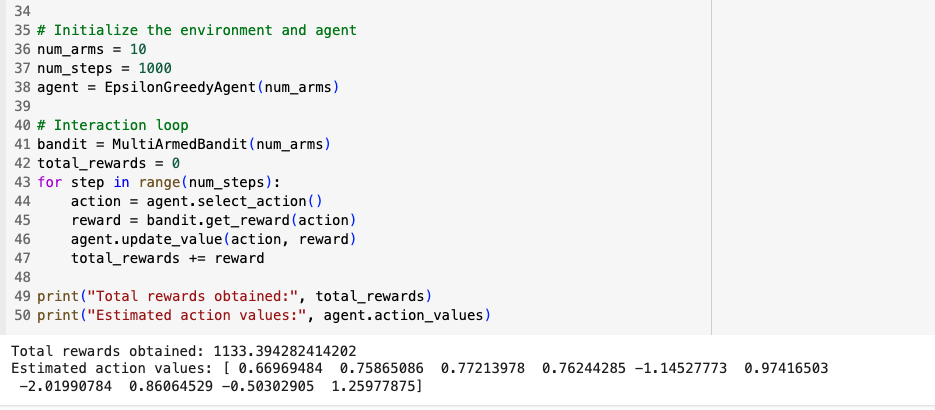 34
35 # Initialize the environment and agent
36 num_arms = 10
37 num_steps = 1000
38 agent = EpsilonGreedyAgent(num_arms)
39
40 # Interaction loop
41 bandit = MultiArmedBandit(num_arms)
42 total_rewards = 0
43 for step in range(num_steps):
44     action = agent.select_action()
45     reward = bandit.get_reward(action)
46     agent.update_value(action, reward)
47     total_rewards += reward
48
49 print("Total rewards obtained:", total_rewards)
50 print("Estimated action values:", agent.action_values)
Total rewards obtained: 1133.394282414202
Estimated action values: [ 0.66969484  0.75865086  0.77213978  0.76244285 -1.14527773  0.97416503
 -2.01990784  0.86064529 -0.50302905  1.25977875]